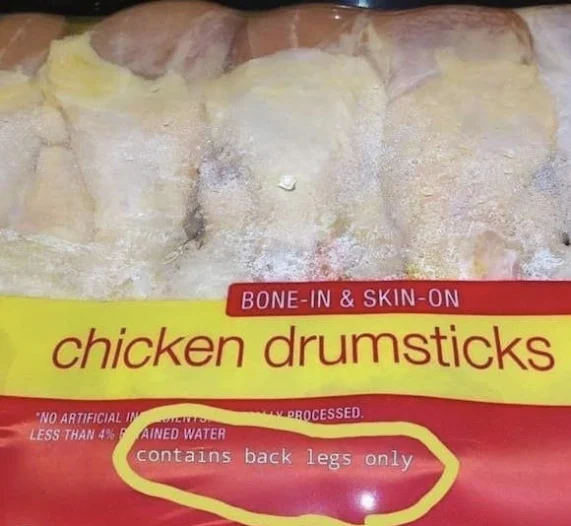 BONE-IN & SKIN-ON
chicken drumsticks
*NO ARTIFICIAL PROCESSED.
LESS THAN 4% WATER
contains back legs only